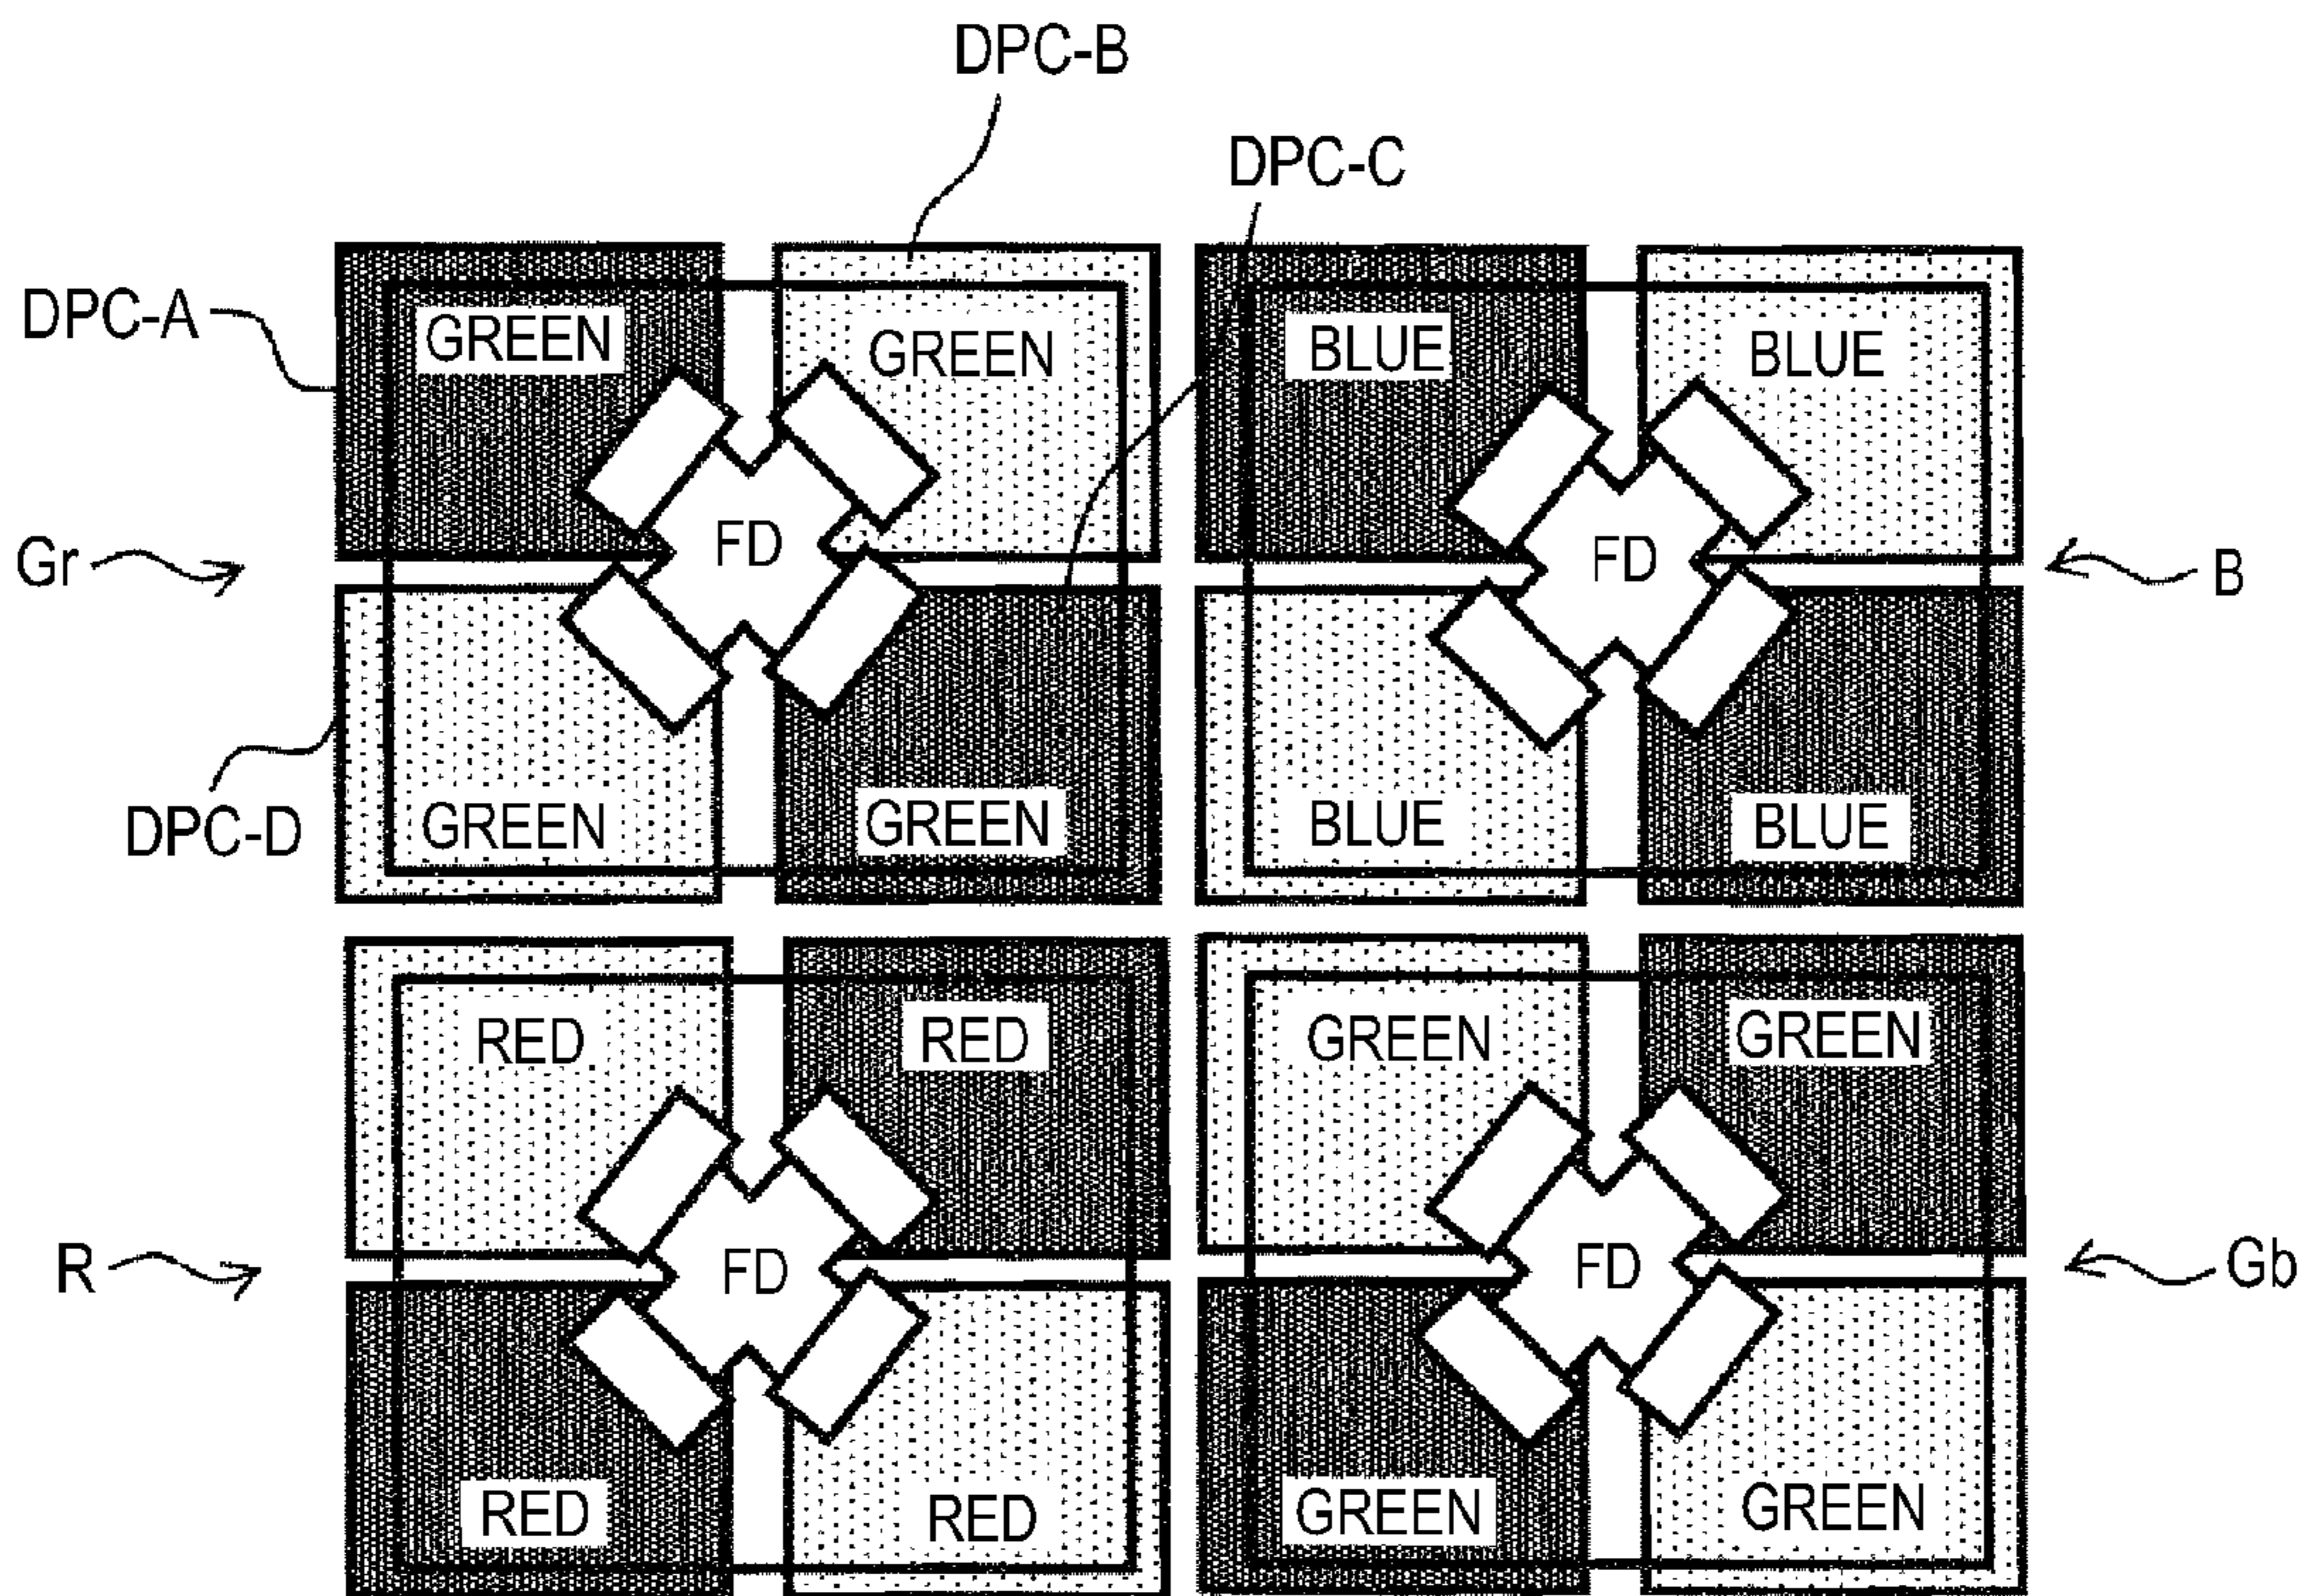 DPC-B
DPC-C
DPC-A
GREEN GREEN BLUE BLUE
Gr FD FD B
DPC-D GREEN GREEN BLUE BLUE
RED RED GREEN GREEN
R FD FD Gb
RED RED GREEN GREEN